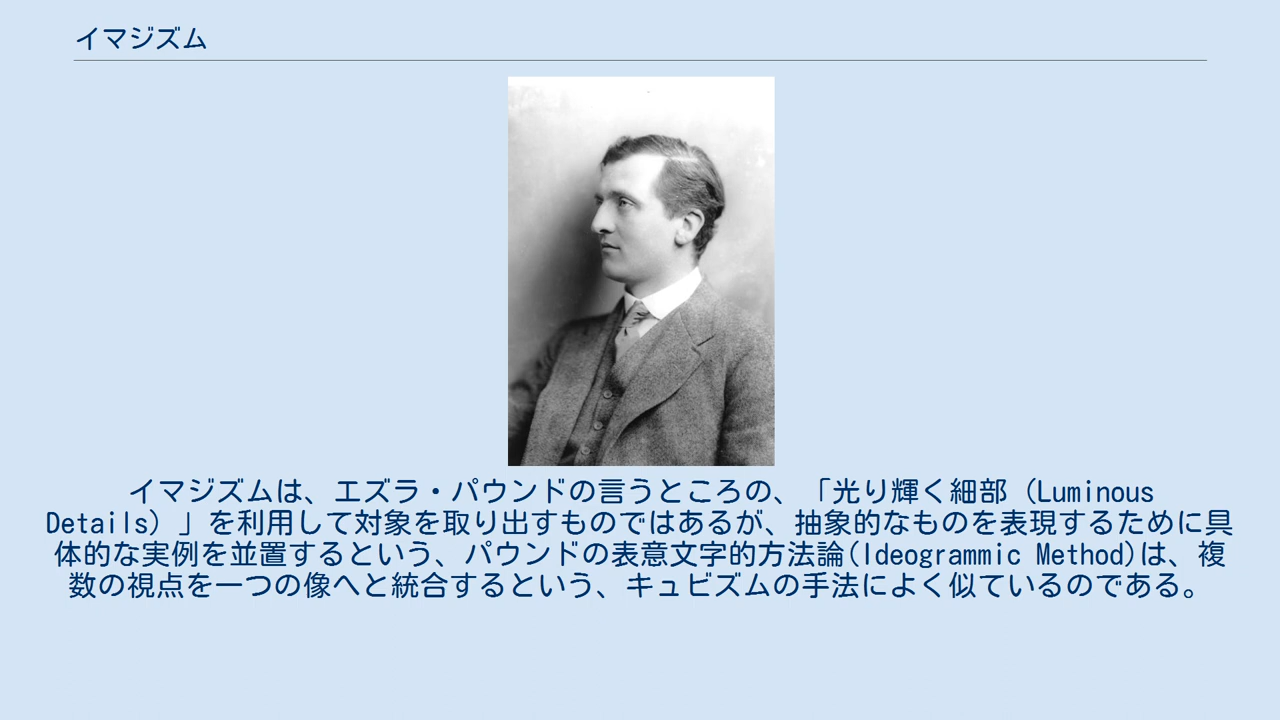 イマジズム
イマジズムは、エズラ・パウンドの言うところの、「光り輝く細部（Luminous
Details）」を利用して対象を取り出すものではあるが、抽象的なものを表現するために具
体的な実例を並置するという、パウンドの表意文字的方法論(Ideogrammic Method)は、複
数の視点を一つの像へと統合するという、キュビズムの手法によく似ているのである。